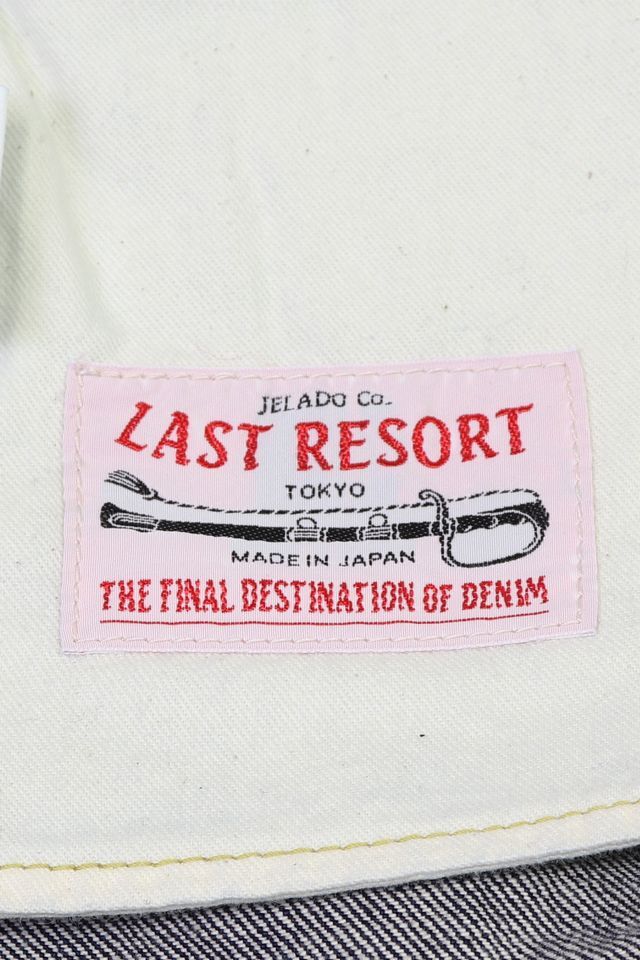 JELADO Co.
LAST RESORT
TOKYO
MADE IN JAPAN
THE FINAL DESTINATION OF DENIM